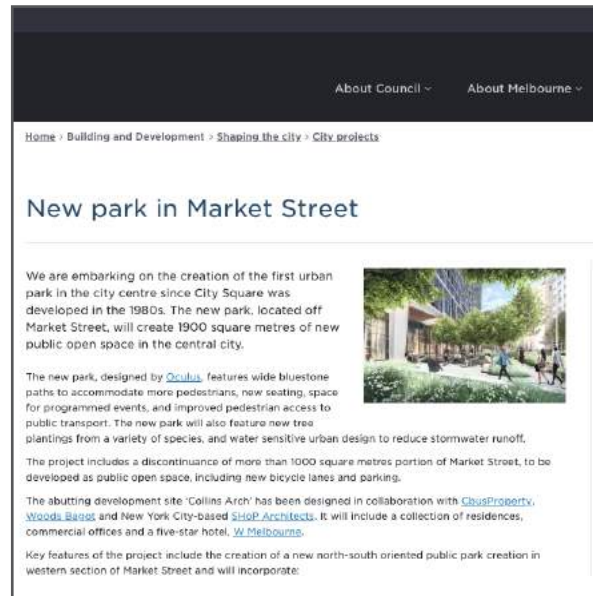 About Council About Melbourne
Home > Building and Development > Shaping the city > City projects
New park in Market Street
We are embarking on the creation of the first urban
park in the city centre since City Square was
developed in the 1980s. The new park, located off
Market Street, will create 1900 square metres of new
public open space in the central city.
The new park, designed by Oculus, features wide bluestone
paths to accommodate more pedestrians, new seating, space
for programmed events, and improved pedestrian access to
public transport. The new park will also feature new tree
plantings from a variety of species, and water sensitive urban design to reduce stormwater runoff.
The project includes a discontinuance of more than 1000 square metres portion of Market Street, to be
developed as public open space, including new bicycle lanes and parking.
The abutting development site 'Collins Arch' has been designed in collaboration with CbusProperty,
Woods Bagot and New York City-based SHoP Architects. It will include a collection of residences,
commercial offices and a five-star hotel, W Melbourne.
Key features of the project include the creation of a new north-south oriented public park creation in
western section of Market Street and will incorporate: